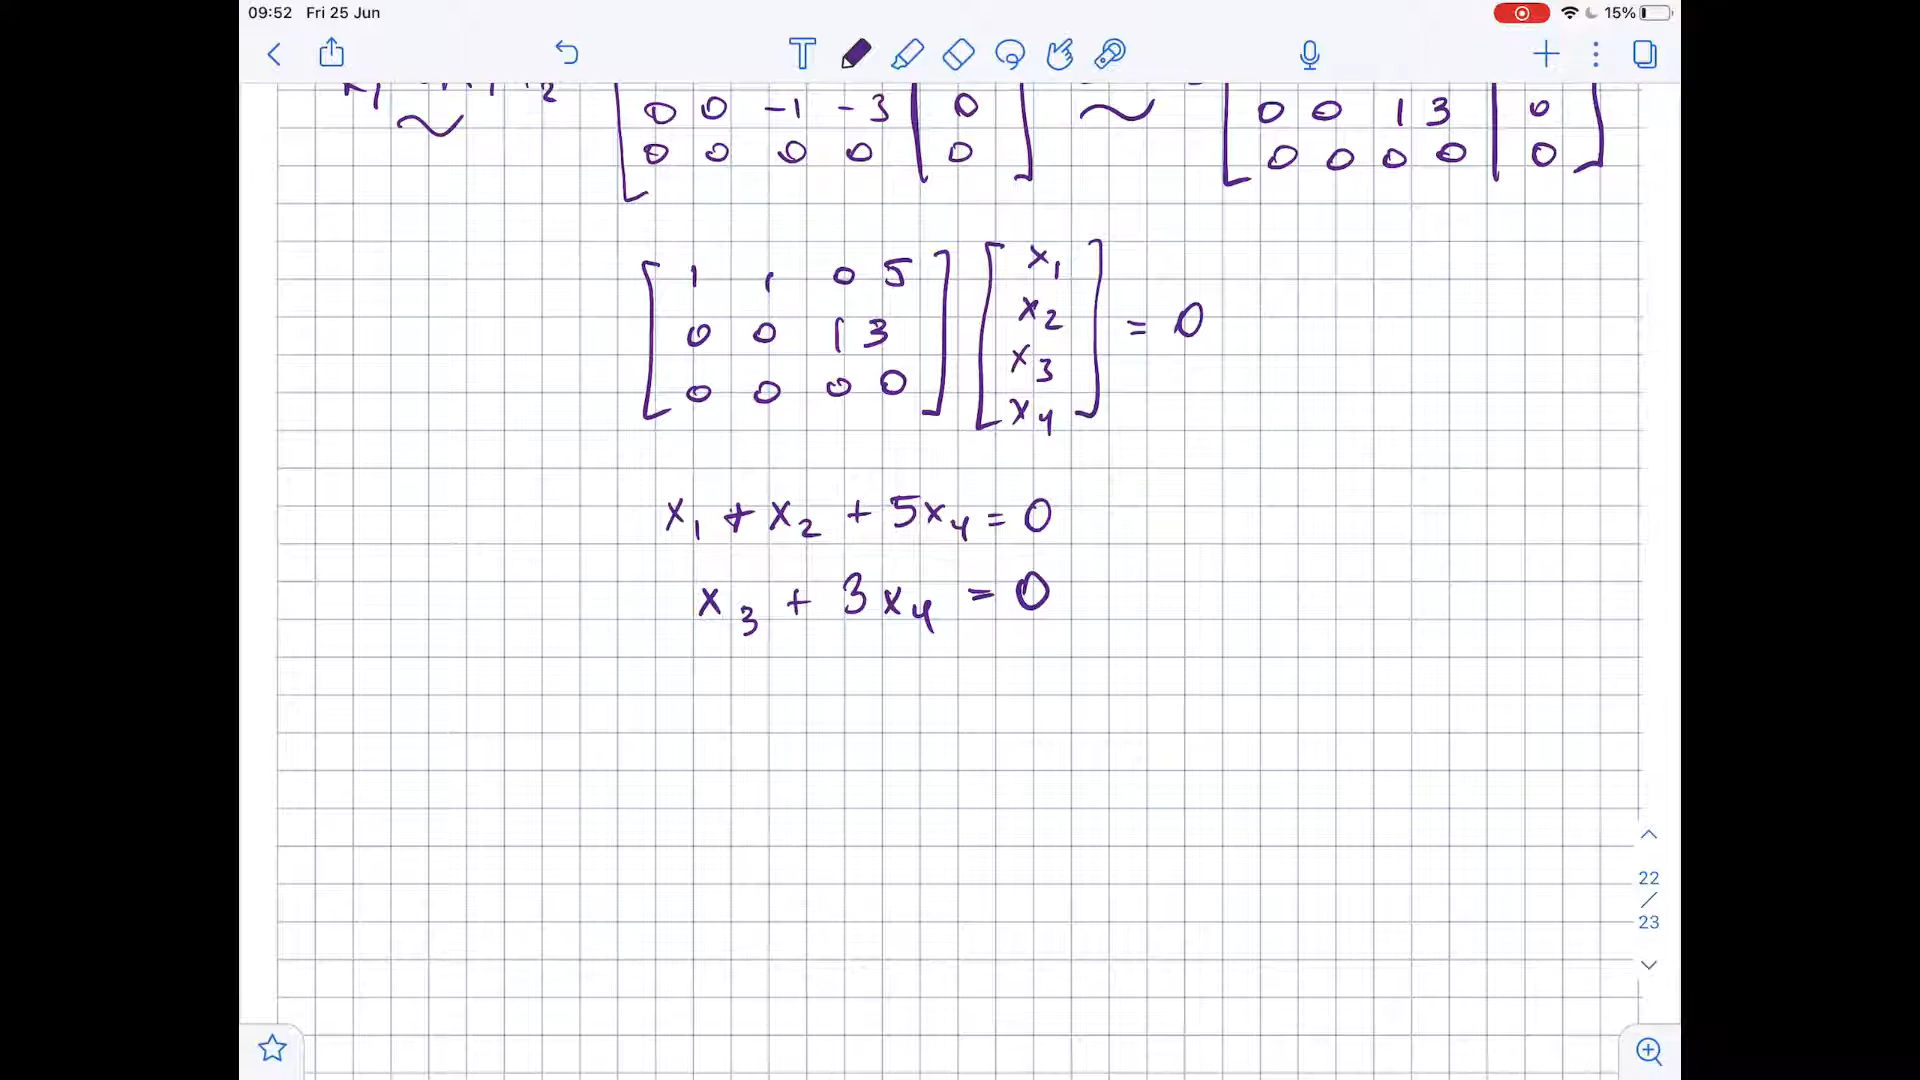 09:52 Fri 25 Jun 15%
T
0 0 -1 -3 | 0 ~ 0 0 1 3 | 0
~
0 0 0 0 | 0 0 0 0 0 | 0
1 1 0 5 x₁
0 0 1 3 x₂ = 0
0 0 0 0 x₃
x₄
x₁ + x₂ + 5x₄ = 0
x₃ + 3x₄ = 0
22
/
23